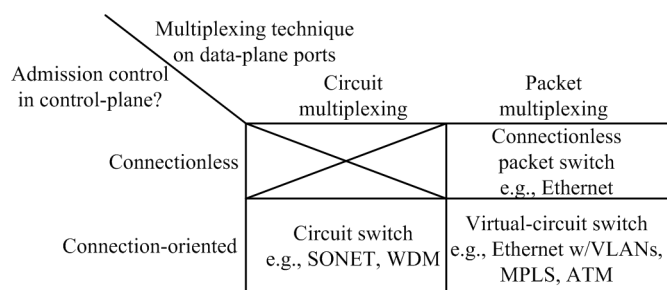 Multiplexing technique
on data-plane ports
Admission control
in control-plane?
Circuit
multiplexing
Packet
multiplexing
Connectionless
Connectionless
packet switch
e.g., Ethernet
Connection-oriented
Circuit switch
e.g., SONET, WDM
Virtual-circuit switch
e.g., Ethernet w/VLANs,
MPLS, ATM